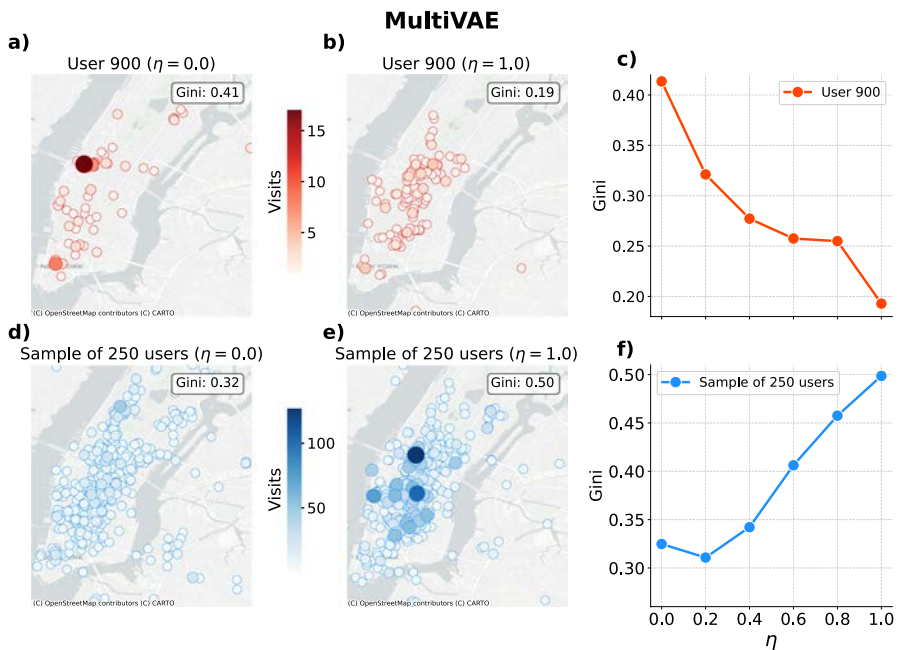 MultiVAE
a)
User 900 (η = 0.0)
Gini: 0.41
(C) OpenStreetMap contributors (C) CARTO
15
10
5
Visits
b)
User 900 (η = 1.0)
Gini: 0.19
(C) OpenStreetMap contributors (C) CARTO
c)
User 900
0.40
0.35
0.30
0.25
0.20
Gini
d)
Sample of 250 users (η = 0.0)
Gini: 0.32
(C) OpenStreetMap contributors (C) CARTO
100
50
Visits
e)
Sample of 250 users (η = 1.0)
Gini: 0.50
(C) OpenStreetMap contributors (C) CARTO
f)
Sample of 250 users
0.50
0.45
0.40
0.35
0.30
Gini
0.0 0.2 0.4 0.6 0.8 1.0
η